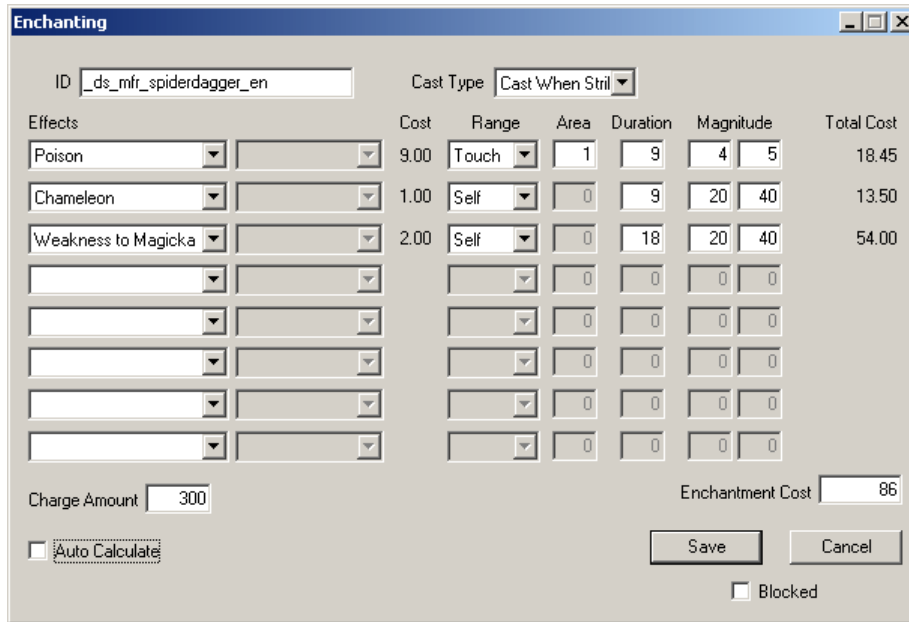 Enchanting
ID _ds_mfr_spiderdagger_en Cast Type Cast When Stril
Effects Cost Range Area Duration Magnitude Total Cost
Poison 9.00 Touch 1 9 4 5 18.45
Chameleon 1.00 Self 0 9 20 40 13.50
Weakness to Magicka 2.00 Self 0 18 20 40 54.00
0 0 0 0
0 0 0 0
0 0 0 0
0 0 0 0
0 0 0 0
Charge Amount 300 Enchantment Cost 86
Auto Calculate Save Cancel
Blocked